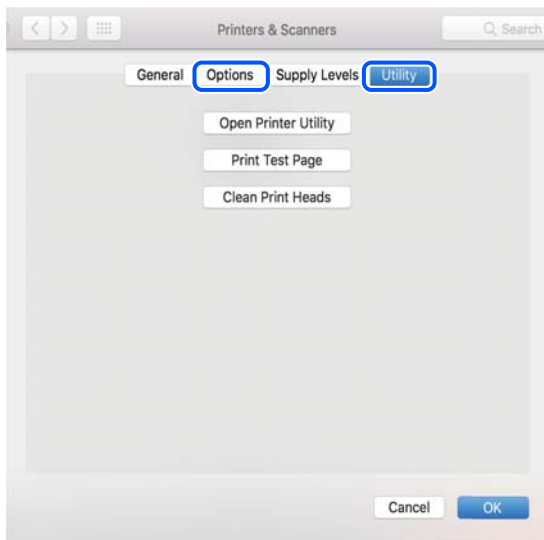 Printers & Scanners Search
General Options Supply Levels Utility
Open Printer Utility
Print Test Page
Clean Print Heads
Cancel OK